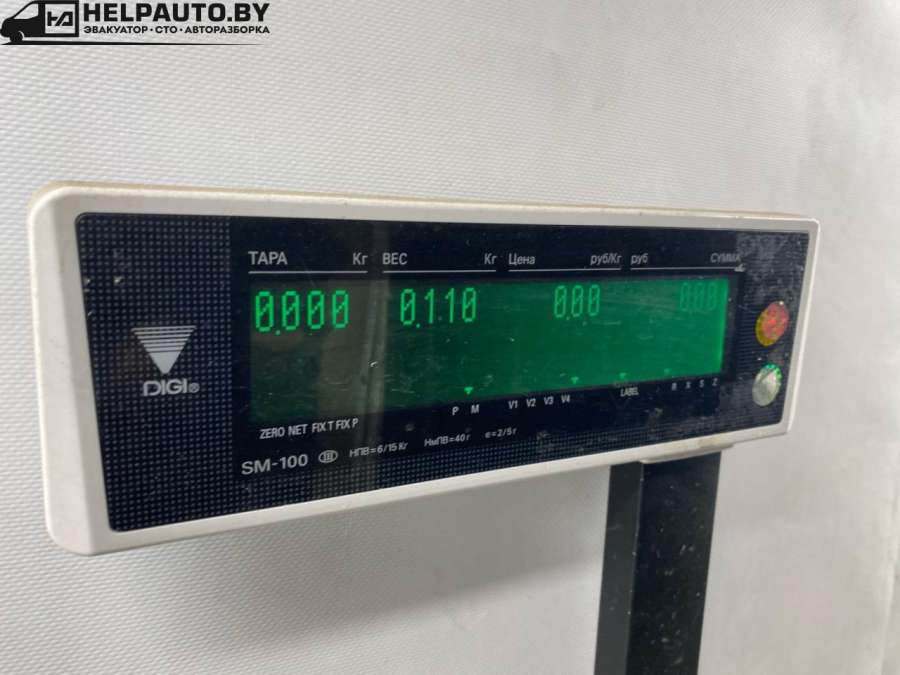 HELPAUTO.BY
ЭВАКУАТОР • СТО • АВТОРАЗБОРКА
ТАРА Кг ВЕС Кг Цена руб/Кг руб СУММА
0.000 0.110 0.00 0.00
DIGI®
P M V1 V2 V3 V4 LABEL R X S Z
ZERO NET FIX T FIX P
SM-100 III НПВ=6/15 Кг НмПВ=40 г e=2/5 г